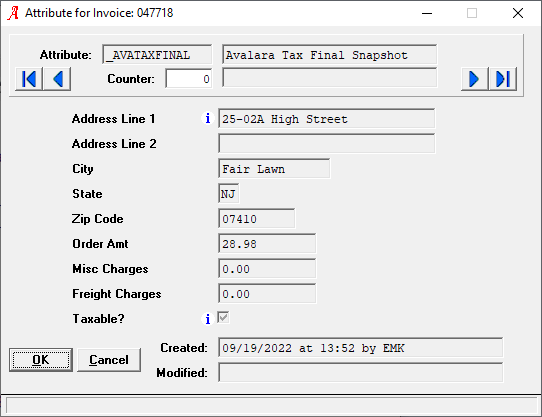 A Attribute for Invoice: 047718
Attribute: _AVATAXFINAL Avalara Tax Final Snapshot
Counter: 0
Address Line 1 i 25-02A High Street
Address Line 2
City Fair Lawn
State NJ
Zip Code 07410
Order Amt 28.98
Misc Charges 0.00
Freight Charges 0.00
Taxable? i
OK Cancel Created: 09/19/2022 at 13:52 by EMK
Modified: